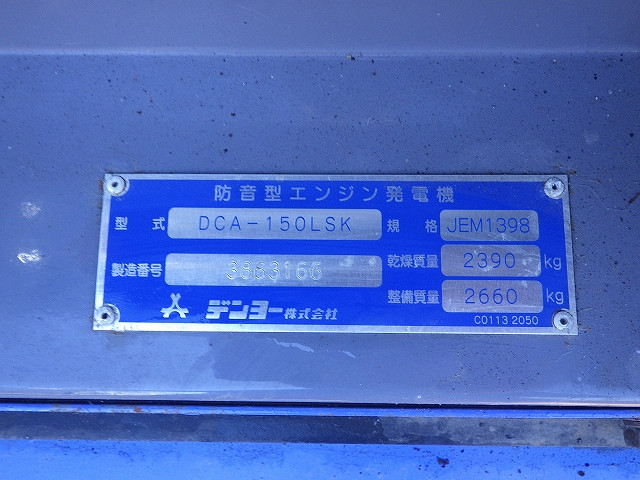 防音型エンジン発電機
型式 DCA-150LSK 規格 JEM1398
製造番号 3883166 乾燥質量 2390 kg
整備質量 2660 kg
デンヨー株式会社
C0113 2050